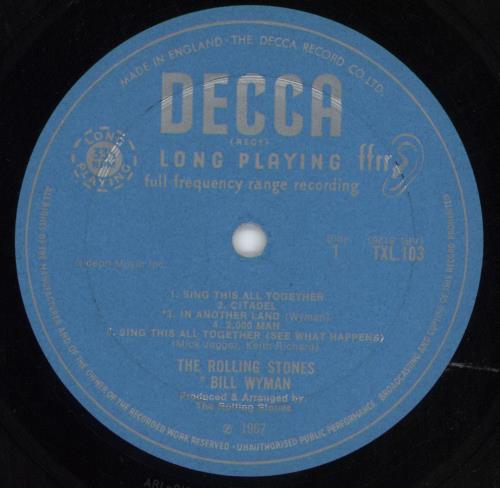 MADE IN ENGLAND · THE DECCA RECORD CO. LTD.
DECCA
(REGᴰ)
LONG PLAYING
ffrr
full frequency range recording
LONG
33⅓
PLAYING
SIDE
1
TXL.103
Gideon Music Inc.
1. SING THIS ALL TOGETHER
2. CITADEL
*3. IN ANOTHER LAND (Wyman)
4. 2,000 MAN
5. SING THIS ALL TOGETHER (SEE WHAT HAPPENS)
(Mick Jagger, Keith Richard)
THE ROLLING STONES
* BILL WYMAN
Produced & Arranged by:
The Rolling Stones
℗ 1967
ALL RIGHTS OF THE MANUFACTURER AND OF THE OWNER OF THE RECORDED WORK RESERVED · UNAUTHORISED PUBLIC PERFORMANCE BROADCASTING AND COPYING OF THIS RECORD PROHIBITED